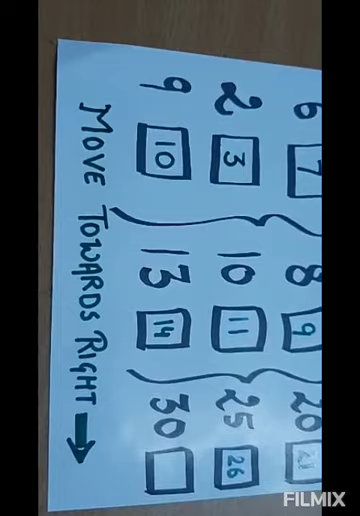 6 7 8 9 20 21
2 3 10 11 25 26
9 10 13 14 30
MOVE TOWARDS RIGHT →
FILMIX